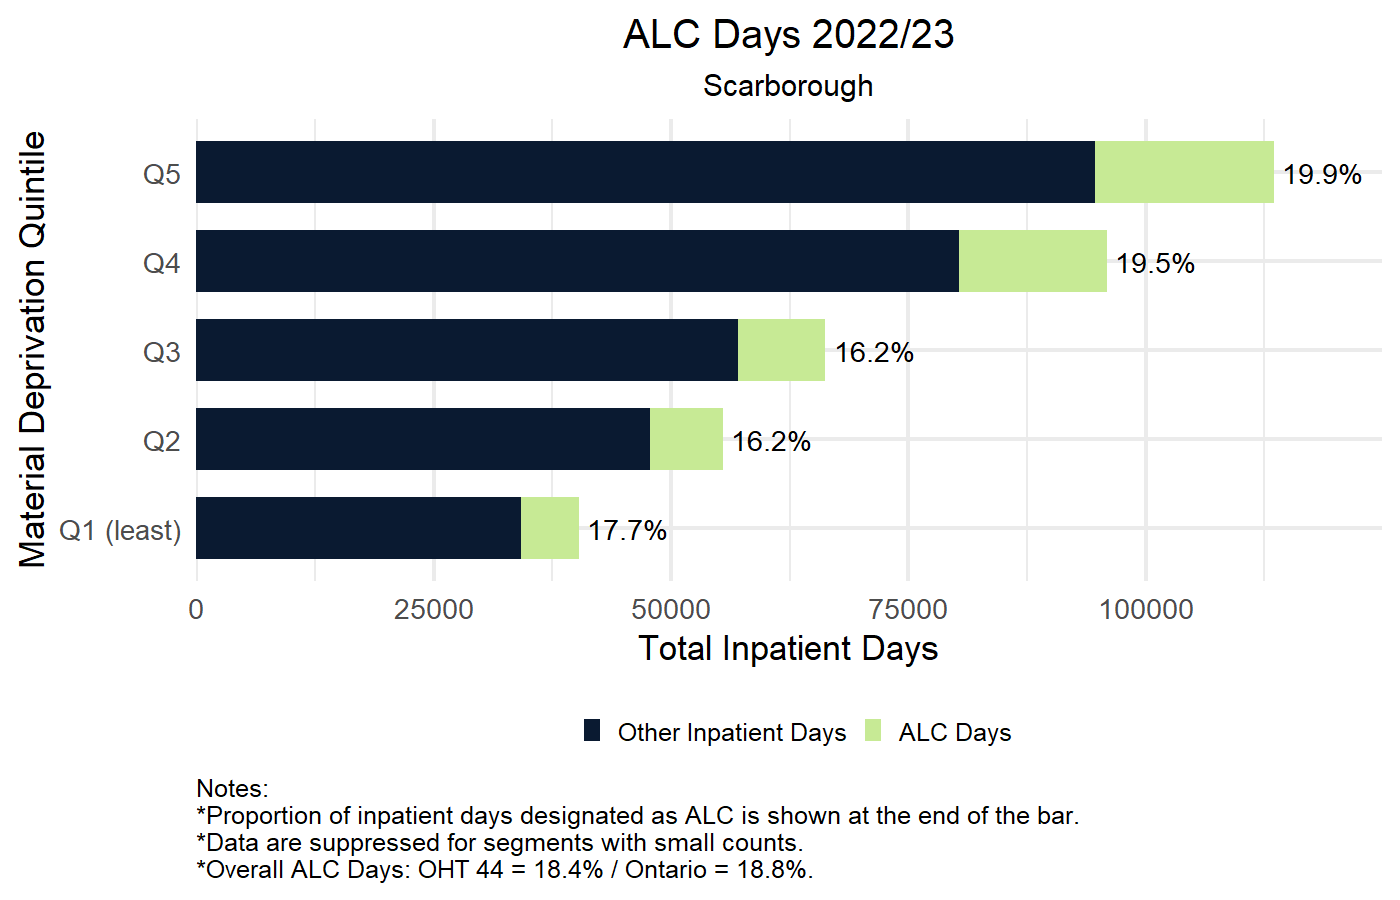 ALC Days 2022/23
Scarborough
Material Deprivation Quintile
Q5
19.9%
Q4
19.5%
Q3
16.2%
Q2
16.2%
Q1 (least)
17.7%
0 25000 50000 75000 100000
Total Inpatient Days
Other Inpatient Days ALC Days
Notes:
*Proportion of inpatient days designated as ALC is shown at the end of the bar.
*Data are suppressed for segments with small counts.
*Overall ALC Days: OHT 44 = 18.4% / Ontario = 18.8%.